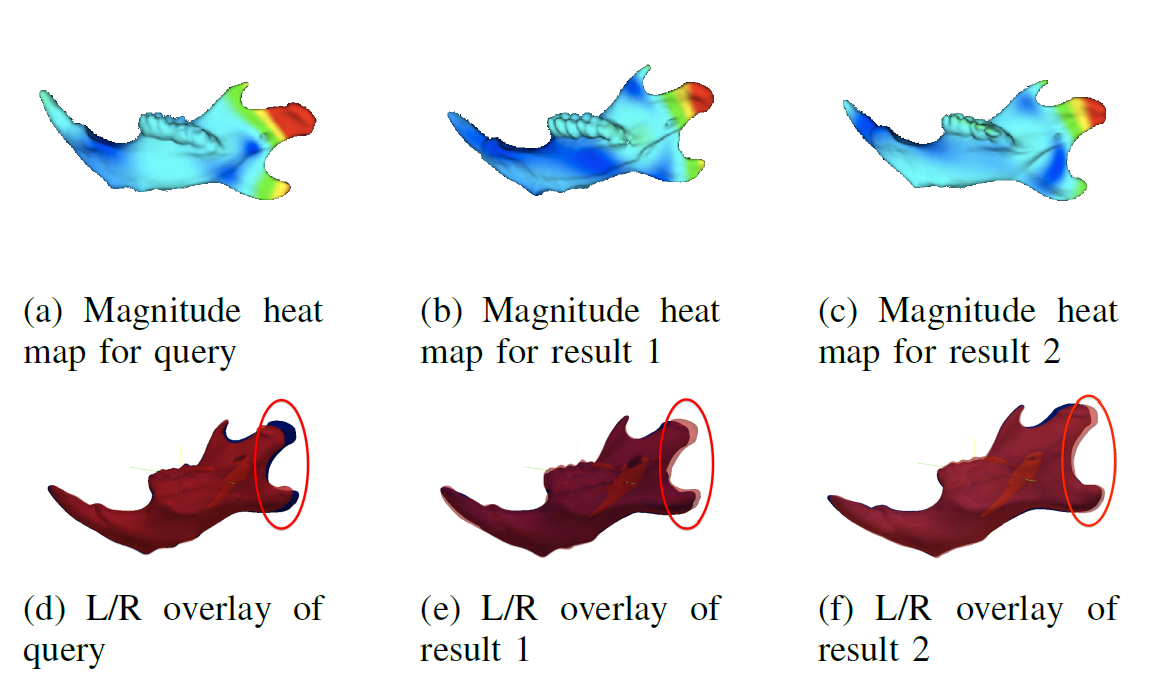 (a) Magnitude heat
map for query
(b) Magnitude heat
map for result 1
(c) Magnitude heat
map for result 2
(d) L/R overlay of
query
(e) L/R overlay of
result 1
(f) L/R overlay of
result 2